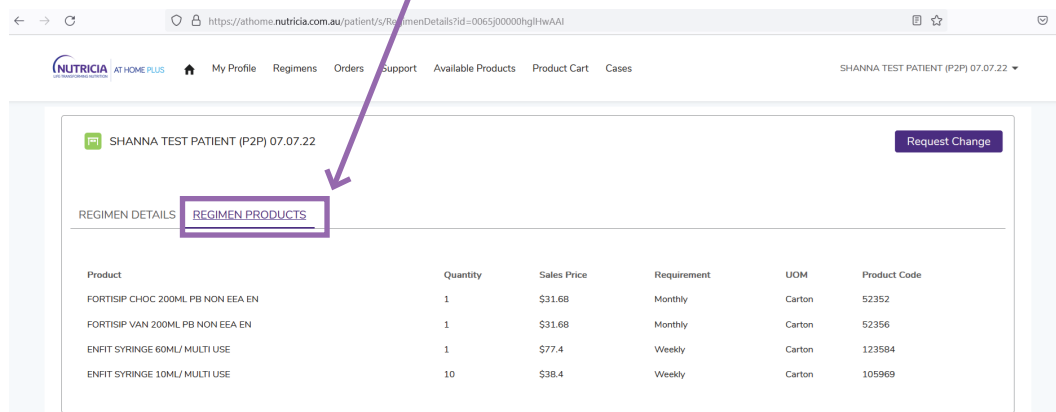 https://athome.nutricia.com.au/patient/s/RegimenDetails?id=0065j00000hglHwAAI
NUTRICIA AT HOME PLUS My Profile Regimens Orders Support Available Products Product Cart Cases SHANNA TEST PATIENT (P2P) 07.07.22
LIFE-TRANSFORMING NUTRITION
SHANNA TEST PATIENT (P2P) 07.07.22 Request Change
REGIMEN DETAILS REGIMEN PRODUCTS
Product Quantity Sales Price Requirement UOM Product Code
FORTISIP CHOC 200ML PB NON EEA EN 1 $31.68 Monthly Carton 52352
FORTISIP VAN 200ML PB NON EEA EN 1 $31.68 Monthly Carton 52356
ENFIT SYRINGE 60ML/ MULTI USE 1 $77.4 Weekly Carton 123584
ENFIT SYRINGE 10ML/ MULTI USE 10 $38.4 Weekly Carton 105969